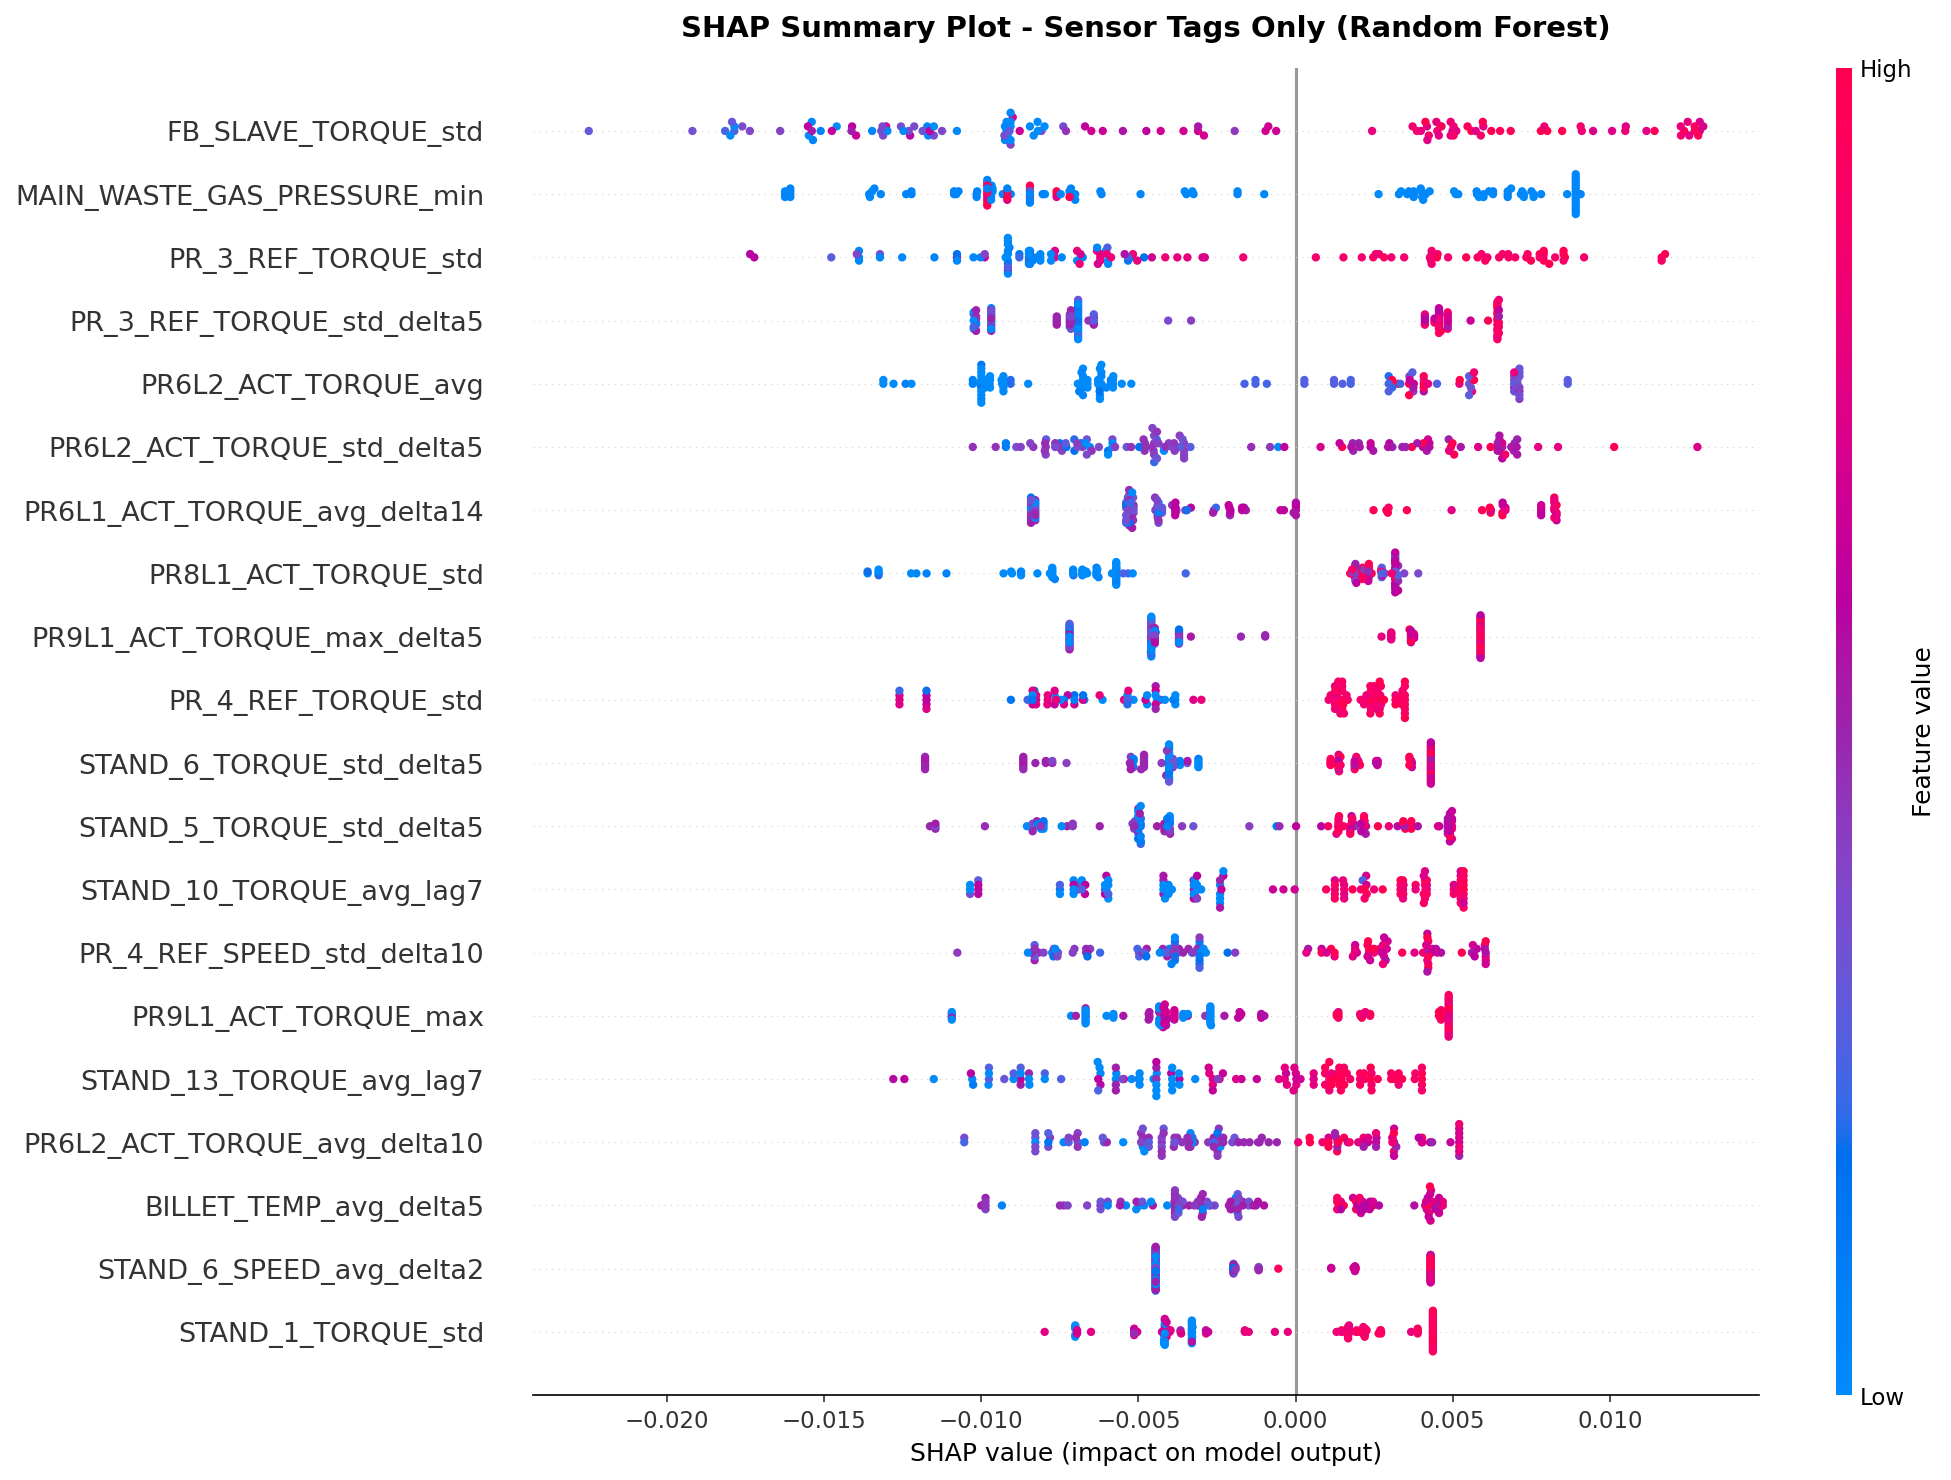 SHAP Summary Plot - Sensor Tags Only (Random Forest)
High
FB_SLAVE_TORQUE_std
MAIN_WASTE_GAS_PRESSURE_min
PR_3_REF_TORQUE_std
PR_3_REF_TORQUE_std_delta5
PR6L2_ACT_TORQUE_avg
PR6L2_ACT_TORQUE_std_delta5
PR6L1_ACT_TORQUE_avg_delta14
PR8L1_ACT_TORQUE_std
PR9L1_ACT_TORQUE_max_delta5
PR_4_REF_TORQUE_std
STAND_6_TORQUE_std_delta5
STAND_5_TORQUE_std_delta5
STAND_10_TORQUE_avg_lag7
PR_4_REF_SPEED_std_delta10
PR9L1_ACT_TORQUE_max
STAND_13_TORQUE_avg_lag7
PR6L2_ACT_TORQUE_avg_delta10
BILLET_TEMP_avg_delta5
STAND_6_SPEED_avg_delta2
STAND_1_TORQUE_std
Feature value
Low
−0.020 −0.015 −0.010 −0.005 0.000 0.005 0.010
SHAP value (impact on model output)